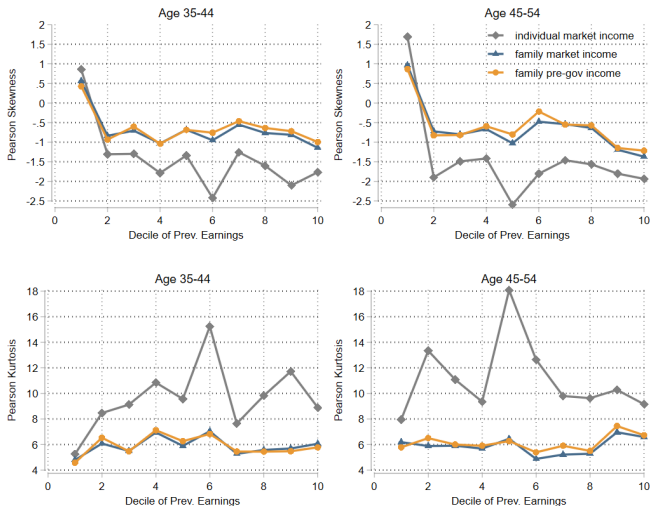 Age 35-44
Age 45-54
Pearson Skewness
2
1.5
1
.5
0
-.5
-1
-1.5
-2
-2.5
0 2 4 6 8 10
Decile of Prev. Earnings
Pearson Skewness
2
1.5
1
.5
0
-.5
-1
-1.5
-2
-2.5
individual market income
family market income
family pre-gov income
0 2 4 6 8 10
Decile of Prev. Earnings
Age 35-44
Age 45-54
Pearson Kurtosis
18
16
14
12
10
8
6
4
0 2 4 6 8 10
Decile of Prev. Earnings
Pearson Kurtosis
18
16
14
12
10
8
6
4
0 2 4 6 8 10
Decile of Prev. Earnings